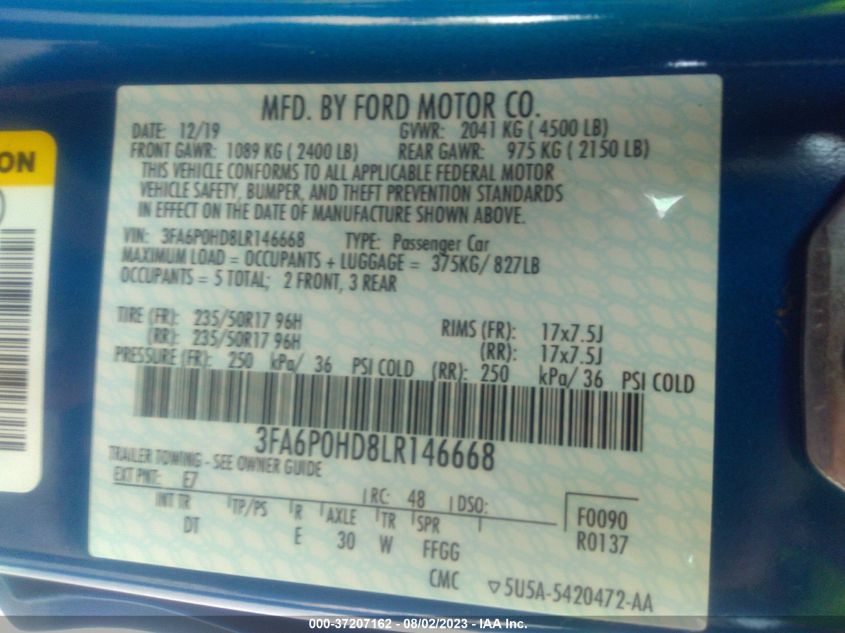 MFD. BY FORD MOTOR CO.
DATE: 12/19 GVWR: 2041 KG ( 4500 LB)
FRONT GAWR: 1089 KG ( 2400 LB) REAR GAWR: 975 KG ( 2150 LB)
THIS VEHICLE CONFORMS TO ALL APPLICABLE FEDERAL MOTOR
VEHICLE SAFETY, BUMPER, AND THEFT PREVENTION STANDARDS
IN EFFECT ON THE DATE OF MANUFACTURE SHOWN ABOVE.
VIN: 3FA6P0HD8LR146668 TYPE: Passenger Car
MAXIMUM LOAD = OCCUPANTS + LUGGAGE = 375KG/ 827LB
OCCUPANTS = 5 TOTAL; 2 FRONT, 3 REAR
TIRE (FR): 235/50R17 96H RIMS (FR): 17x7.5J
(RR): 235/50R17 96H (RR): 17x7.5J
PRESSURE (FR): 250 kPa/ 36 PSI COLD (RR): 250 kPa/ 36 PSI COLD
3FA6P0HD8LR146668
TRAILER TOWING - SEE OWNER GUIDE
EXT PNT: E7 RC: 48 DSO:
INT TR TP/PS R AXLE TR SPR F0090
DT E 30 W FFGG R0137
CMC ▽5U5A-5420472-AA
ON
000-37207162 - 08/02/2023 - IAA Inc.